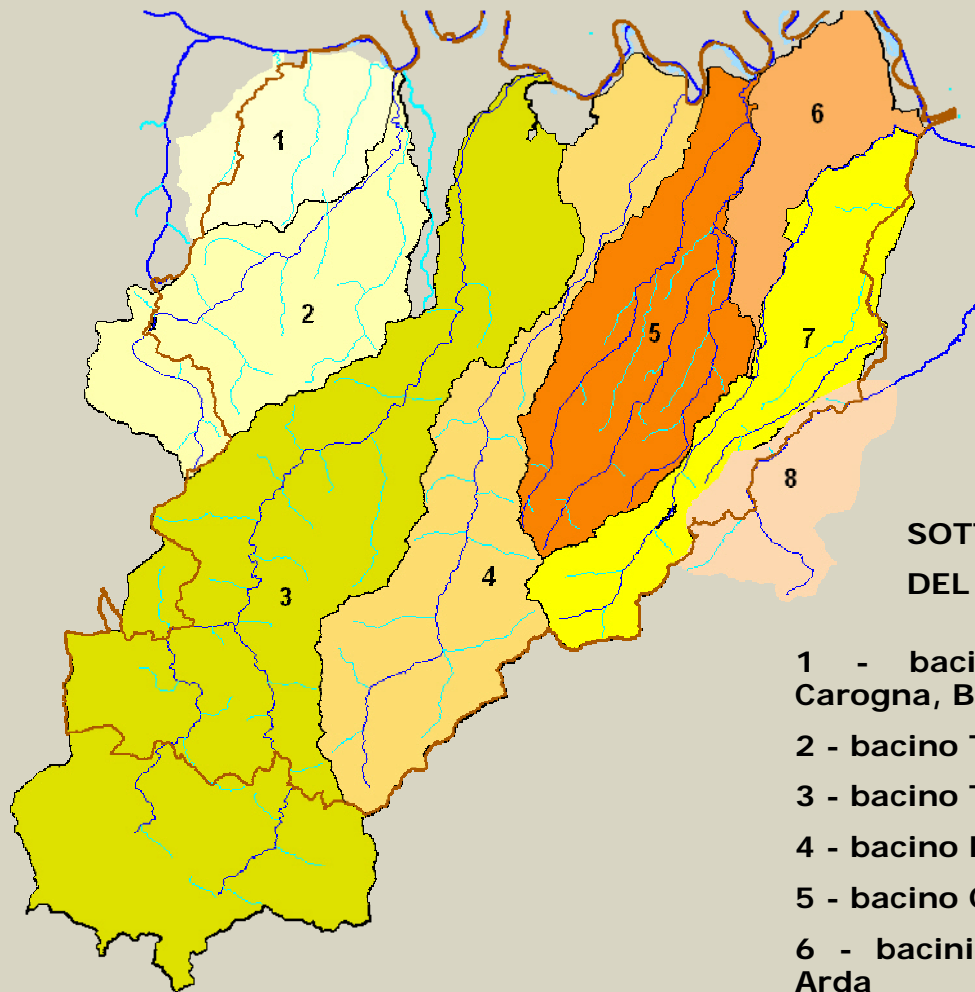 1
2
3
4
5
6
7
8
SOTT
DEL
1 - baci
Carogna, B
2 - bacino T
3 - bacino T
4 - bacino
5 - bacino
6 - bacini
Arda